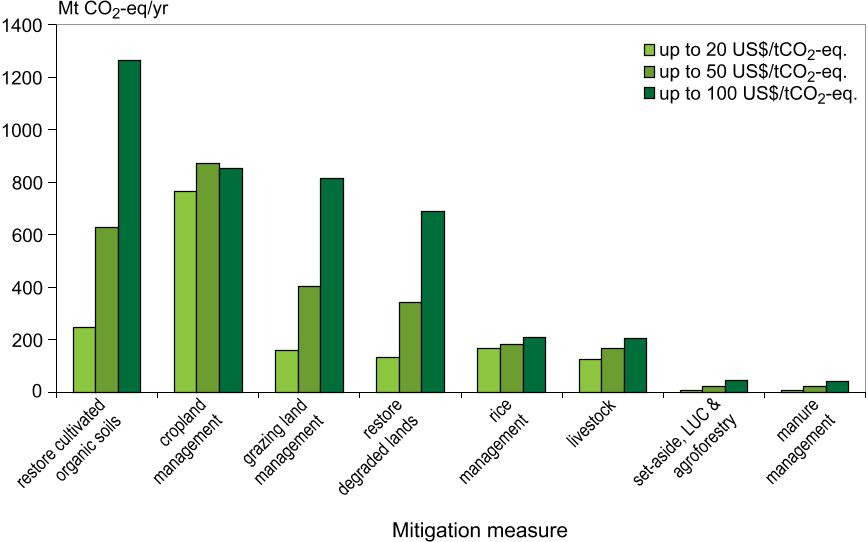 Mt CO₂-eq/yr
1400
1200
1000
800
600
400
200
0
up to 20 US$/tCO₂-eq.
up to 50 US$/tCO₂-eq.
up to 100 US$/tCO₂-eq.
restore cultivated
organic soils
cropland
management
grazing land
management
restore
degraded lands
rice
management
livestock
set-aside, LUC &
agroforestry
manure
management
Mitigation measure